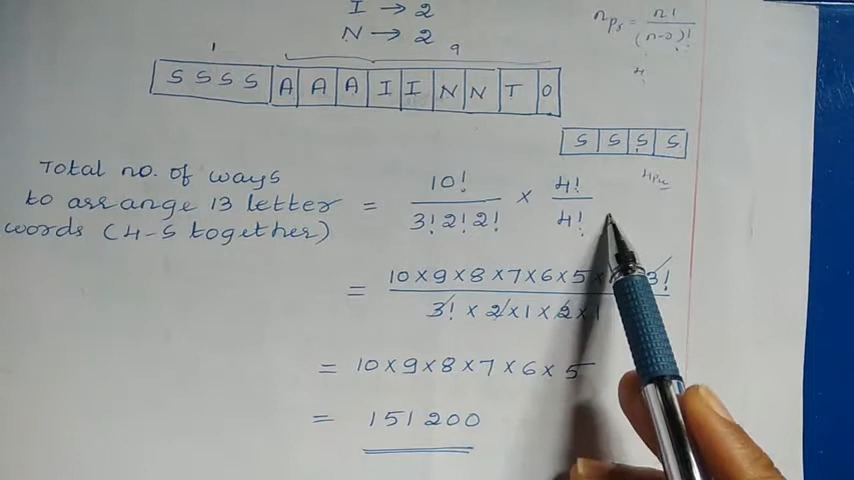 I → 2
N → 2
nPr = n! / (n-r)!
1 9
S S S S A A A I I N N T O
S S S S
4P4
Total no. of ways
to arrange 13 letter
words (4-S together)
= 10! / 3! 2! 2! × 4! / 4!
= 10×9×8×7×6×5× 3! / 3! × 2×1×2×1
= 10×9×8×7×6×5
= 151200